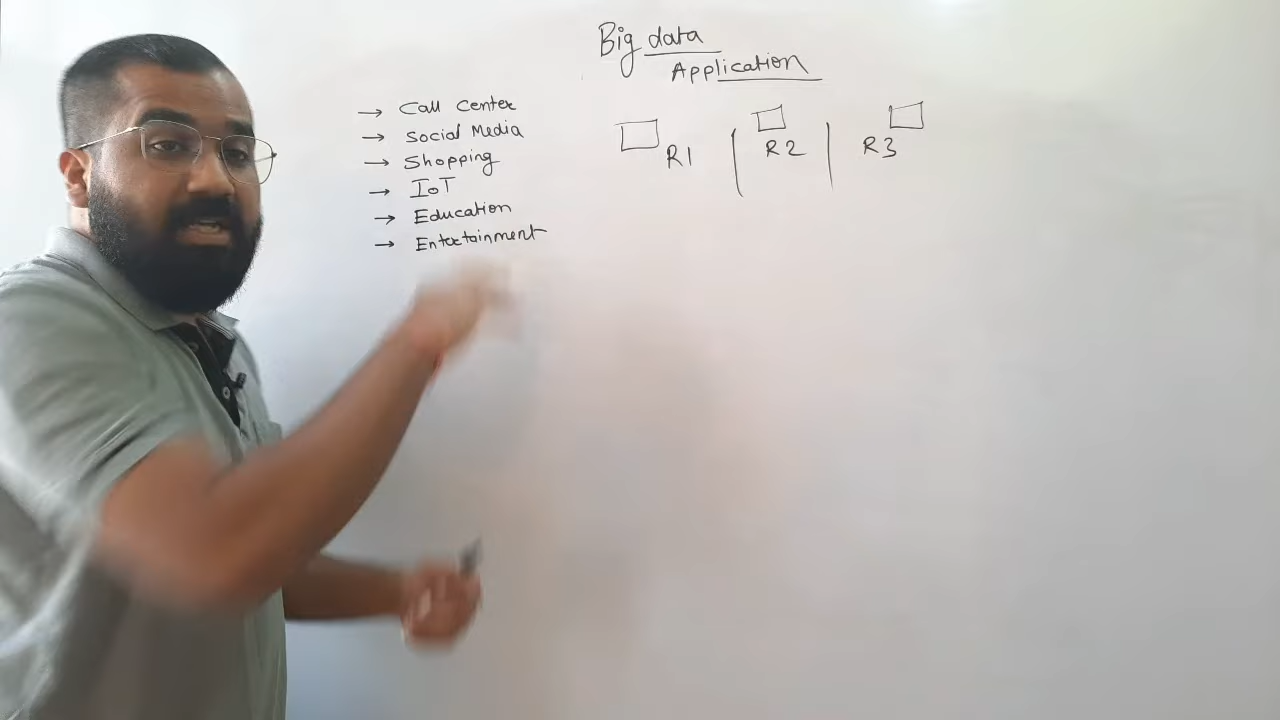 Big data
Application
→ Call Center
→ Social Media
→ Shopping
→ IoT
→ Education
→ Entertainment
R1 | R2 | R3